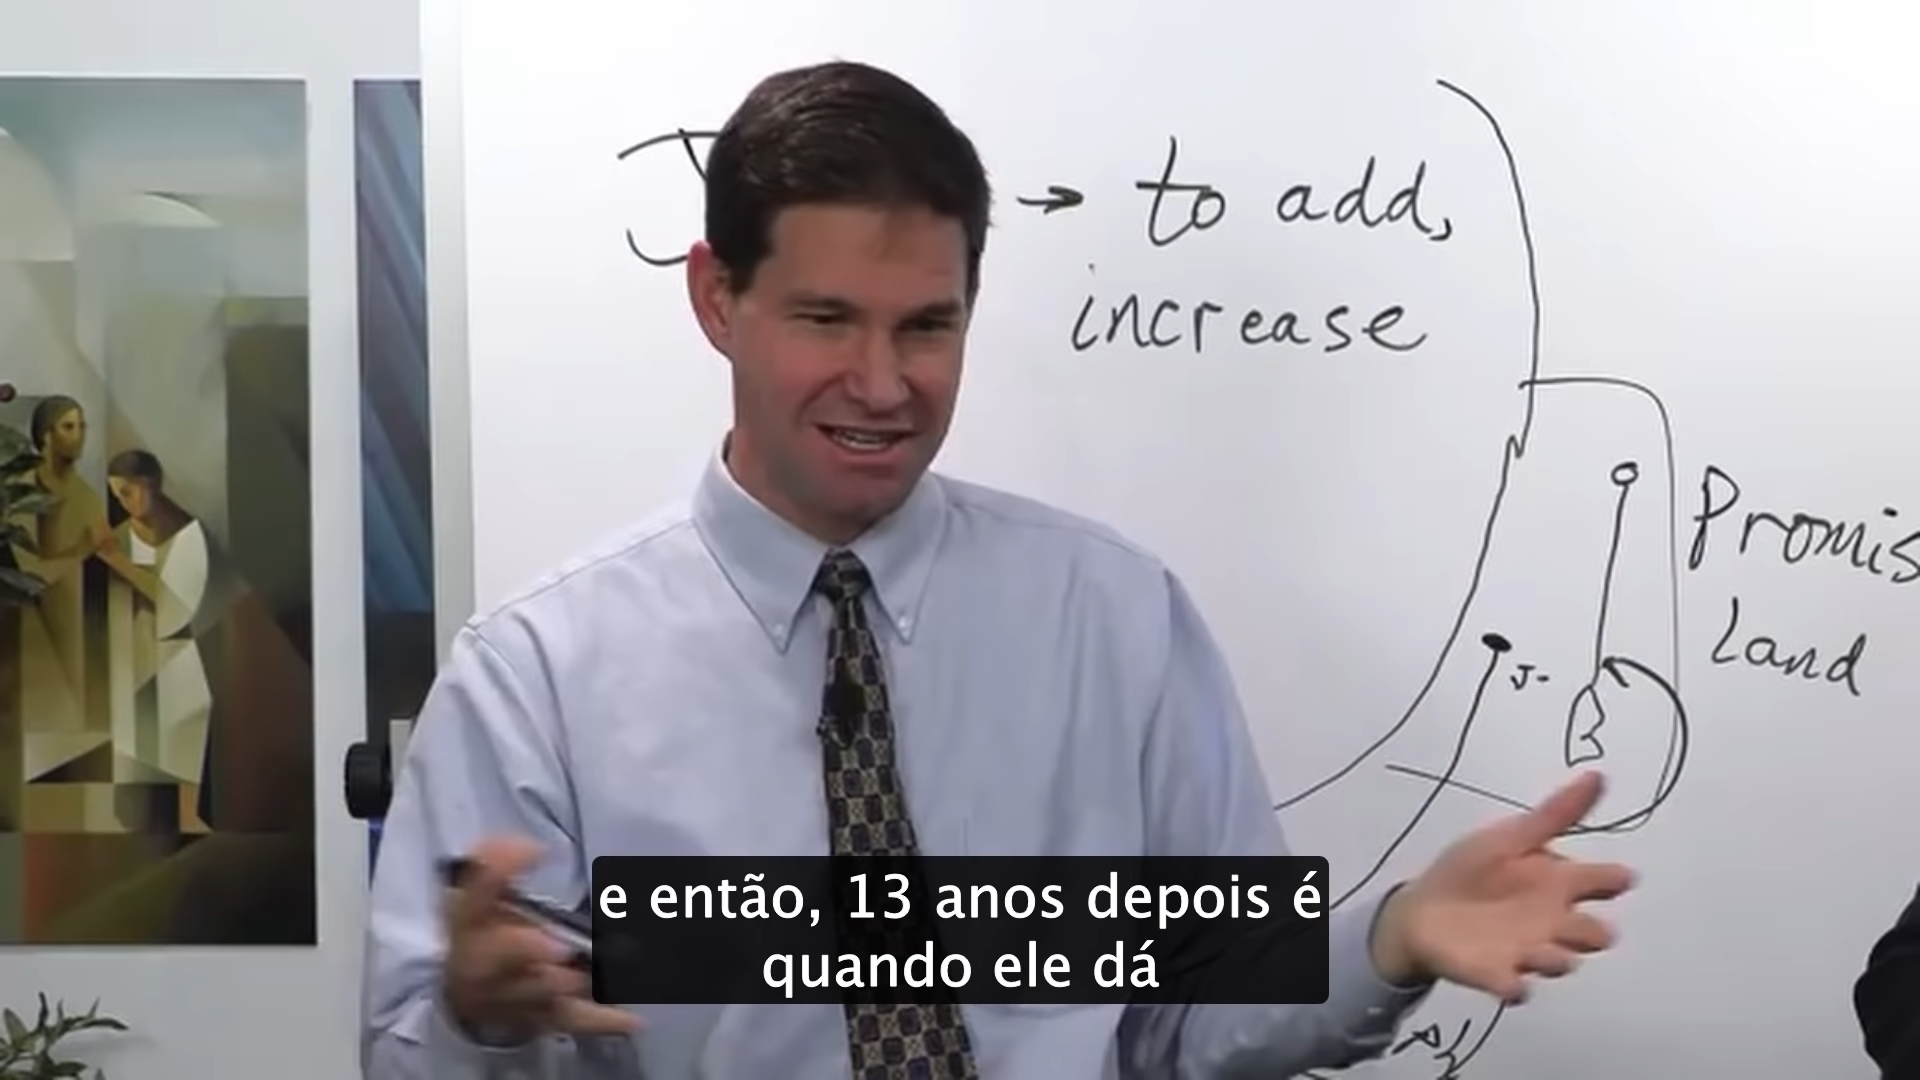 J
→ to add,
increase
Promis
Land
J-
e então, 13 anos depois é
quando ele dá